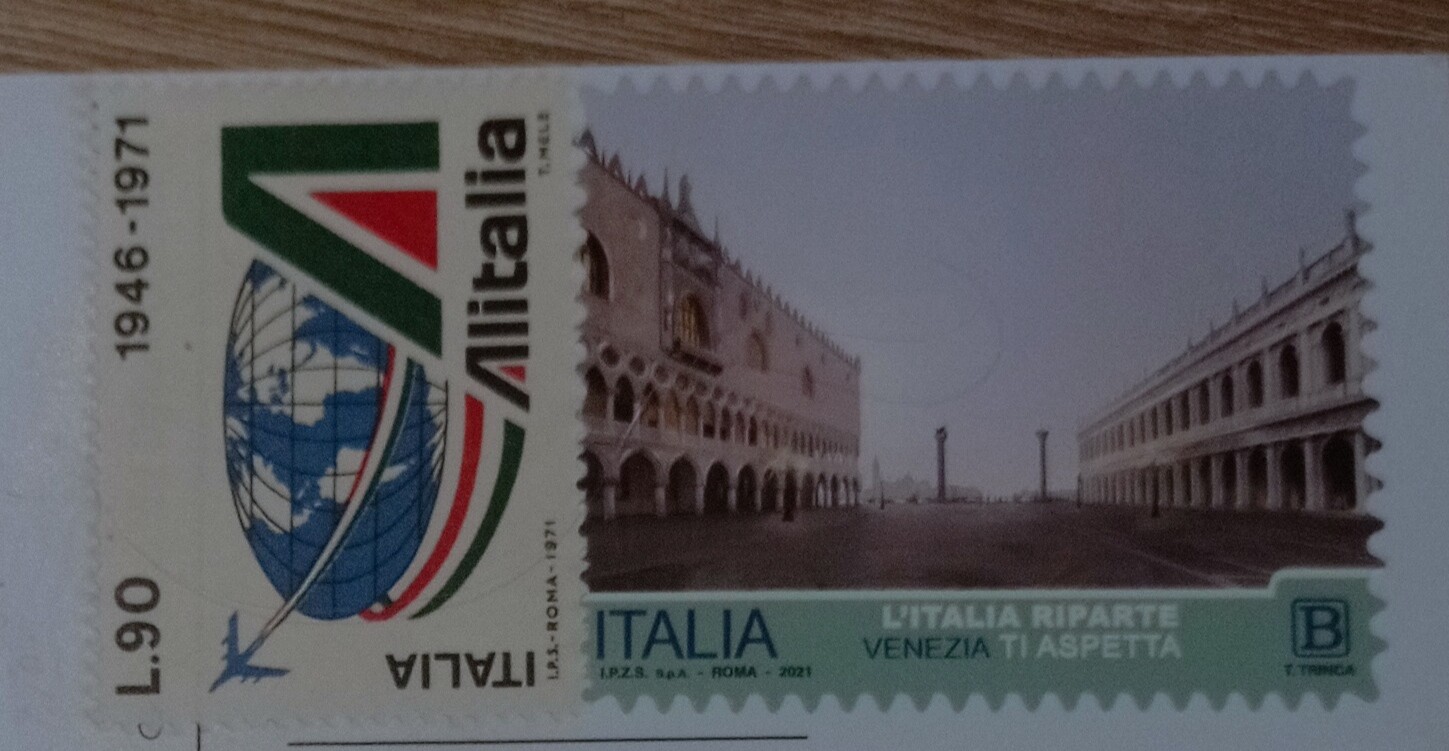 L.90 1946-1971
Alitalia
ITALIA
I.P.S.-ROMA-1971 T.MELE
L'ITALIA RIPARTE
ITALIA VENEZIA TI ASPETTA B
I.P.Z.S. S.p.A. - ROMA - 2021 T. TRINCA